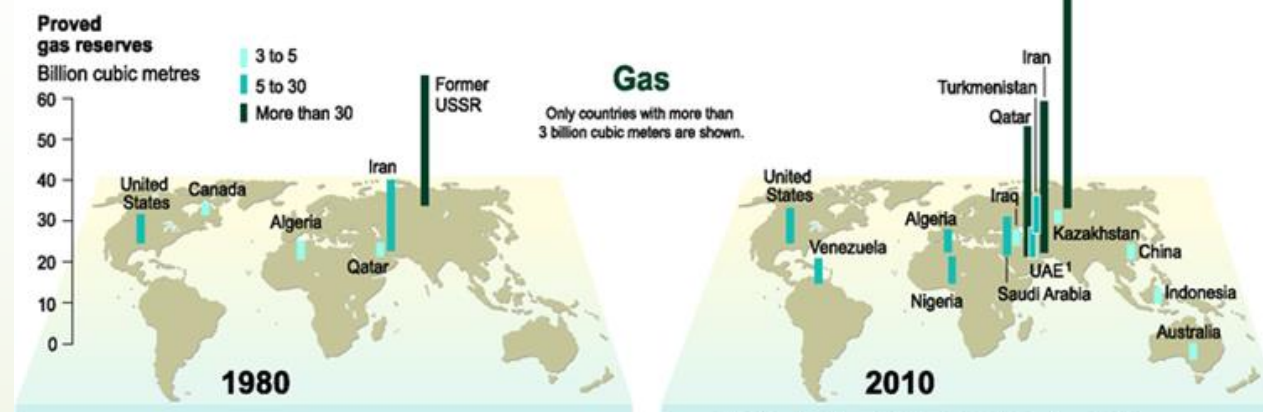 Proved
gas reserves
Billion cubic metres
3 to 5
5 to 30
More than 30
60
50
40
30
20
10
0
United
States
Canada
Algeria
Iran
Qatar
Former
USSR
1980
Gas
Only countries with more than
3 billion cubic meters are shown.
United
States
Venezuela
Algeria
Nigeria
Iraq
Qatar
Turkmenistan
Iran
Kazakhstan
UAE¹
Saudi Arabia
China
Indonesia
Australia
2010